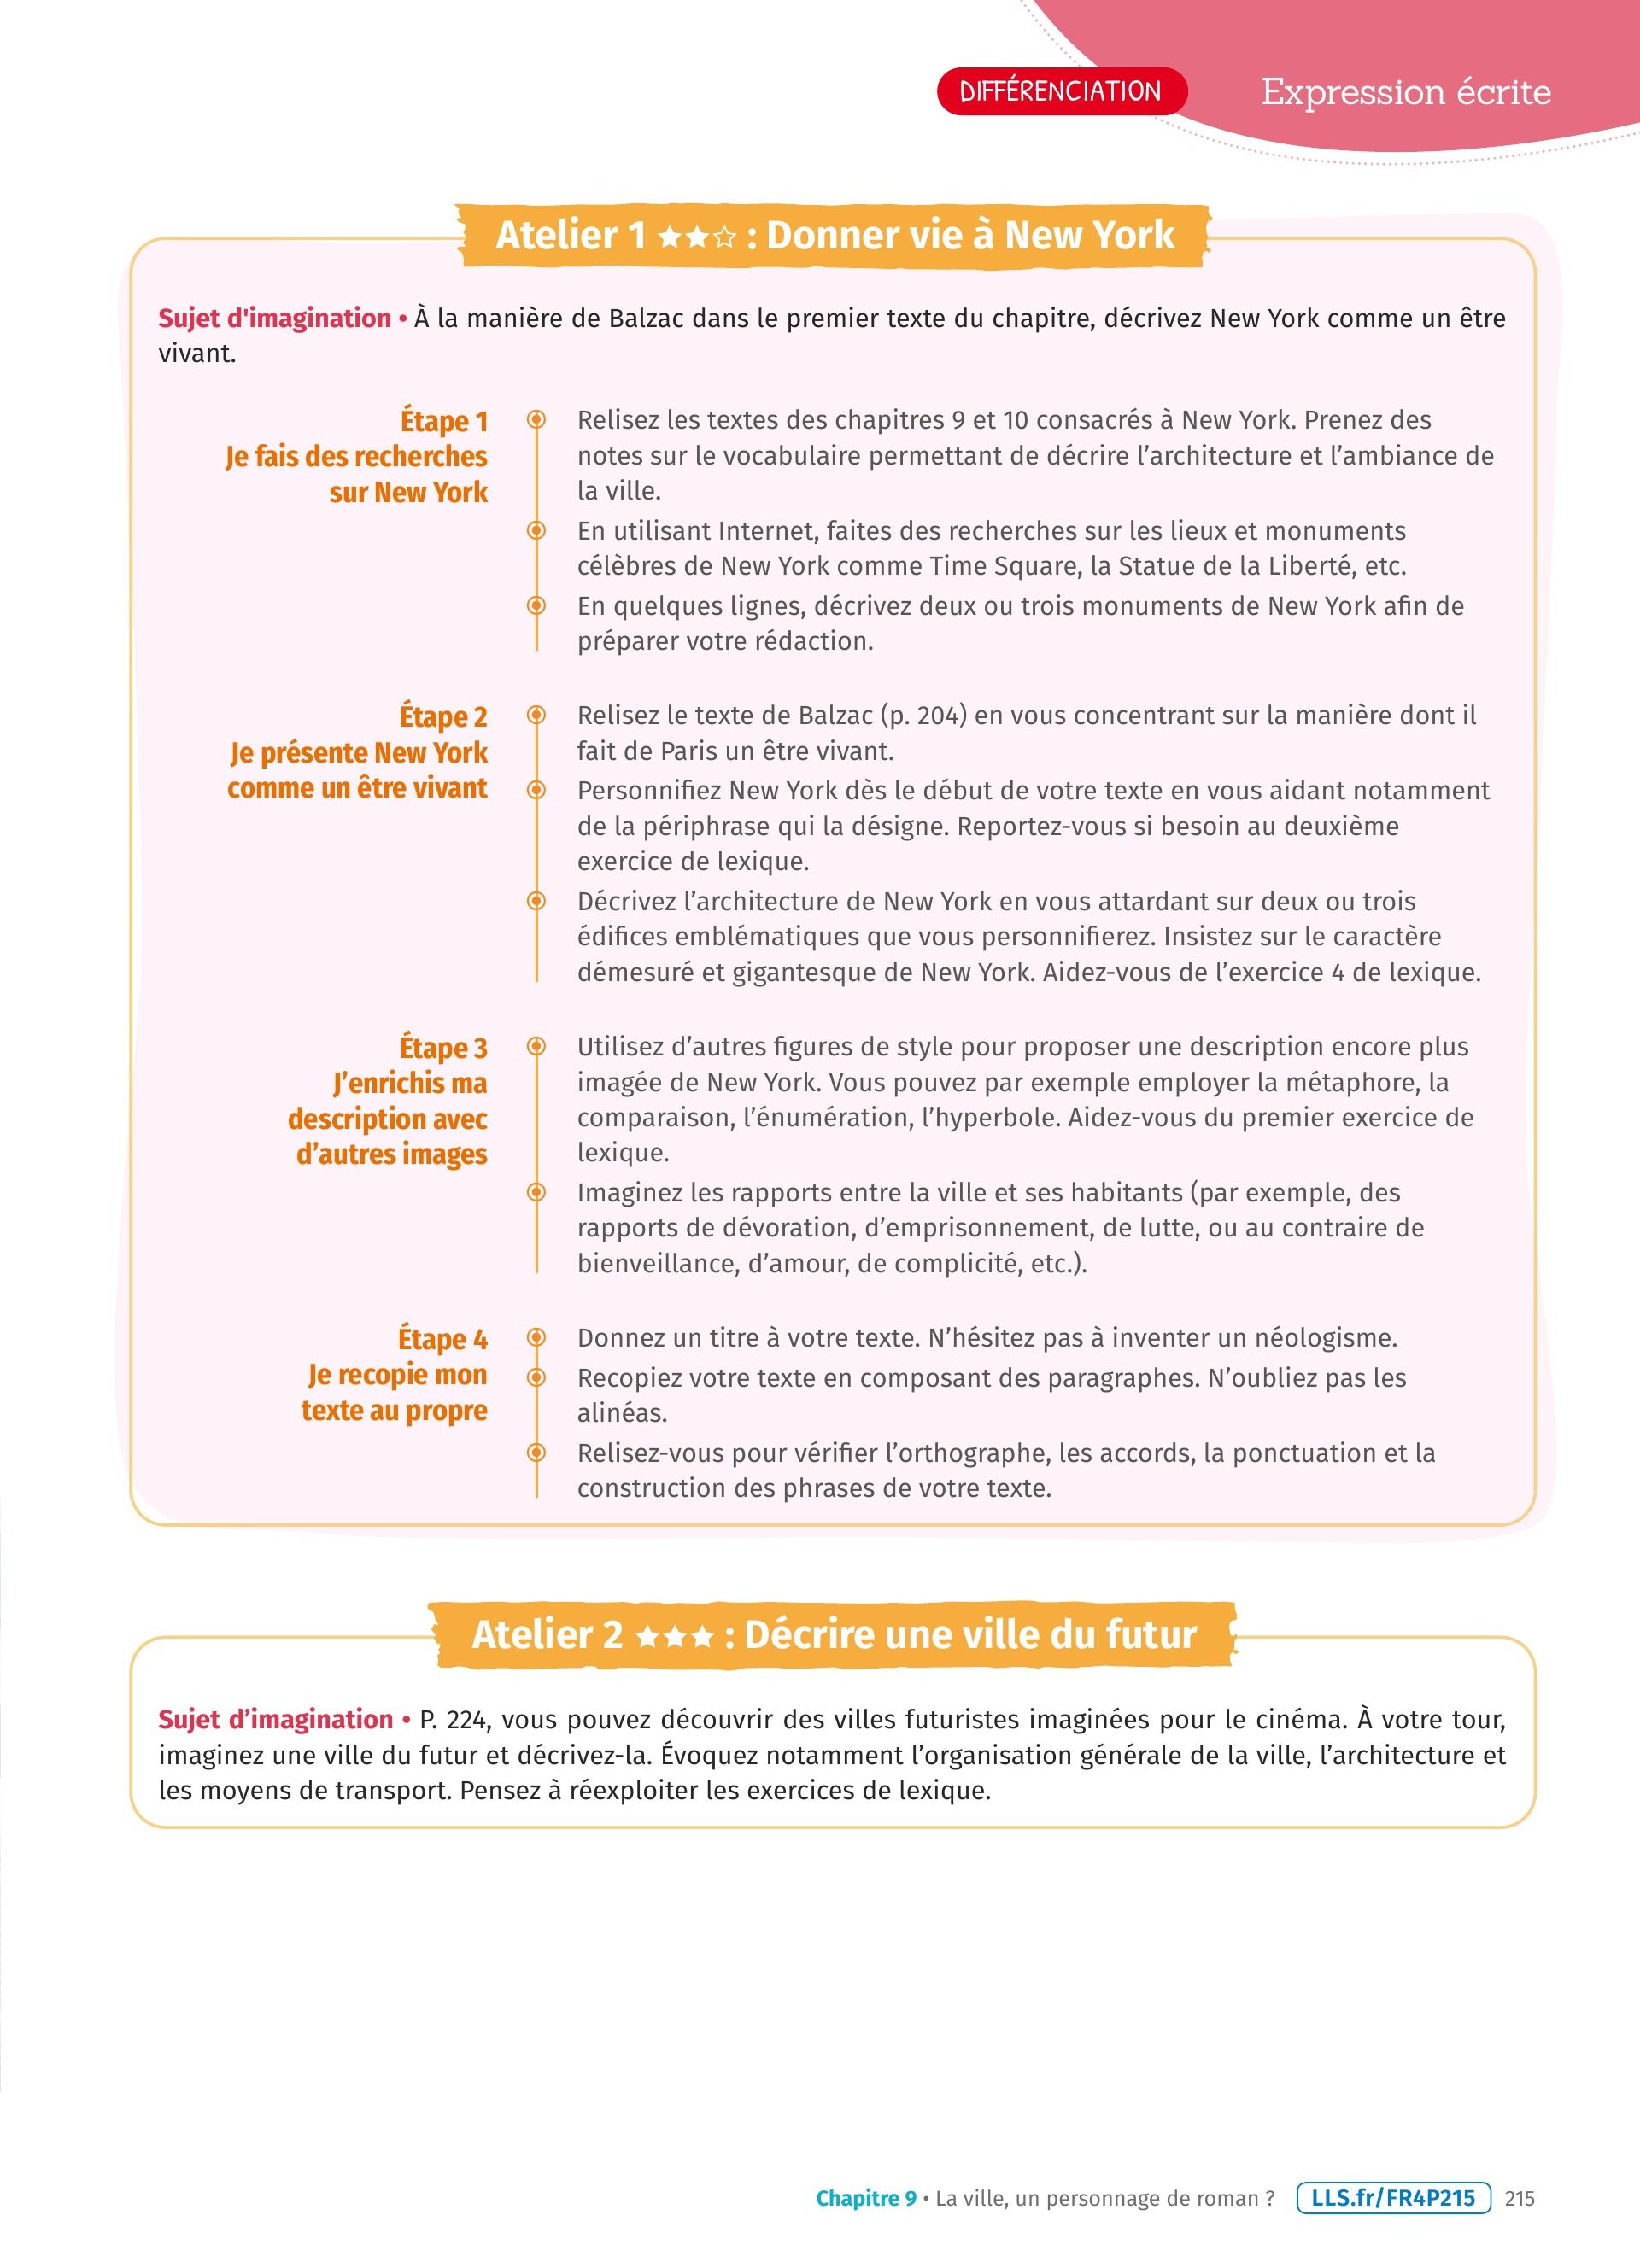 DIFFÉRENCIATION
Expression écrite
Atelier 1 ★★☆ : Donner vie à New York
Sujet d'imagination • À la manière de Balzac dans le premier texte du chapitre, décrivez New York comme un être
vivant.
Étape 1
Je fais des recherches
sur New York
Relisez les textes des chapitres 9 et 10 consacrés à New York. Prenez des
notes sur le vocabulaire permettant de décrire l’architecture et l’ambiance de
la ville.
En utilisant Internet, faites des recherches sur les lieux et monuments
célèbres de New York comme Time Square, la Statue de la Liberté, etc.
En quelques lignes, décrivez deux ou trois monuments de New York afin de
préparer votre rédaction.
Étape 2
Je présente New York
comme un être vivant
Relisez le texte de Balzac (p. 204) en vous concentrant sur la manière dont il
fait de Paris un être vivant.
Personnifiez New York dès le début de votre texte en vous aidant notamment
de la périphrase qui la désigne. Reportez-vous si besoin au deuxième
exercice de lexique.
Décrivez l’architecture de New York en vous attardant sur deux ou trois
édifices emblématiques que vous personnifierez. Insistez sur le caractère
démesuré et gigantesque de New York. Aidez-vous de l’exercice 4 de lexique.
Étape 3
J’enrichis ma
description avec
d’autres images
Utilisez d’autres figures de style pour proposer une description encore plus
imagée de New York. Vous pouvez par exemple employer la métaphore, la
comparaison, l’énumération, l’hyperbole. Aidez-vous du premier exercice de
lexique.
Imaginez les rapports entre la ville et ses habitants (par exemple, des
rapports de dévoration, d’emprisonnement, de lutte, ou au contraire de
bienveillance, d’amour, de complicité, etc.).
Étape 4
Je recopie mon
texte au propre
Donnez un titre à votre texte. N’hésitez pas à inventer un néologisme.
Recopiez votre texte en composant des paragraphes. N’oubliez pas les
alinéas.
Relisez-vous pour vérifier l’orthographe, les accords, la ponctuation et la
construction des phrases de votre texte.
Atelier 2 ★★★ : Décrire une ville du futur
Sujet d’imagination • P. 224, vous pouvez découvrir des villes futuristes imaginées pour le cinéma. À votre tour,
imaginez une ville du futur et décrivez-la. Évoquez notamment l’organisation générale de la ville, l’architecture et
les moyens de transport. Pensez à réexploiter les exercices de lexique.
Chapitre 9 • La ville, un personnage de roman ? LLS.fr/FR4P215 215